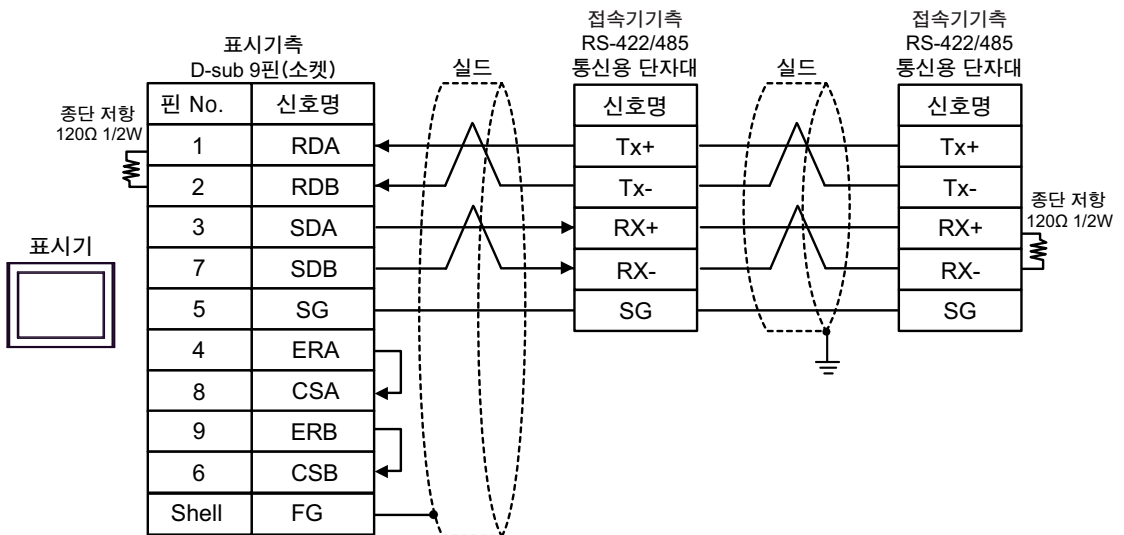 표시기측
D-sub 9핀(소켓)
실드
접속기기측
RS-422/485
통신용 단자대
실드
접속기기측
RS-422/485
통신용 단자대
종단 저항
120Ω 1/2W
핀 No. 신호명
1 RDA
2 RDB
3 SDA
7 SDB
5 SG
4 ERA
8 CSA
9 ERB
6 CSB
Shell FG
표시기
신호명
Tx+
Tx-
RX+
RX-
SG
신호명
Tx+
Tx-
RX+
RX-
SG
종단 저항
120Ω 1/2W